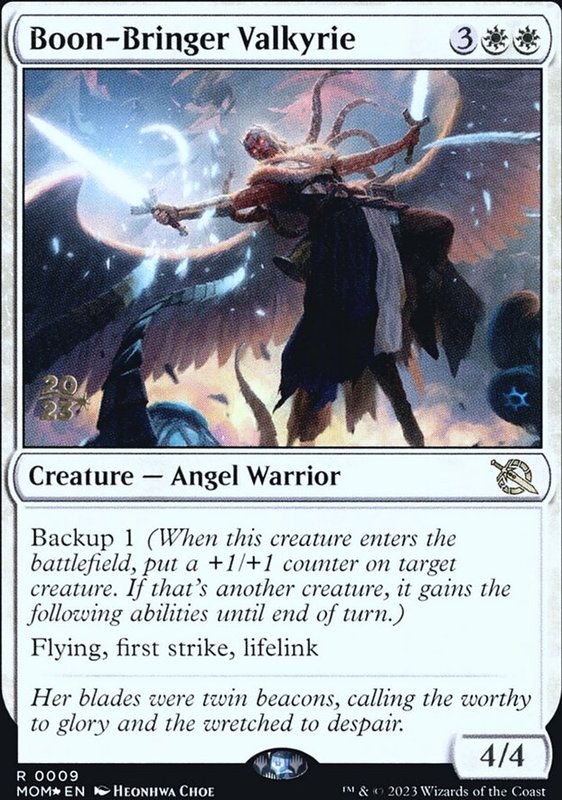 Boon-Bringer Valkyrie 3
20
23
Creature — Angel Warrior
Backup 1 (When this creature enters the
battlefield, put a +1/+1 counter on target
creature. If that's another creature, it gains the
following abilities until end of turn.)
Flying, first strike, lifelink
Her blades were twin beacons, calling the worthy
to glory and the wretched to despair.
4/4
R 0009
MOM★EN Heonhwa Choe
™ & © 2023 Wizards of the Coast